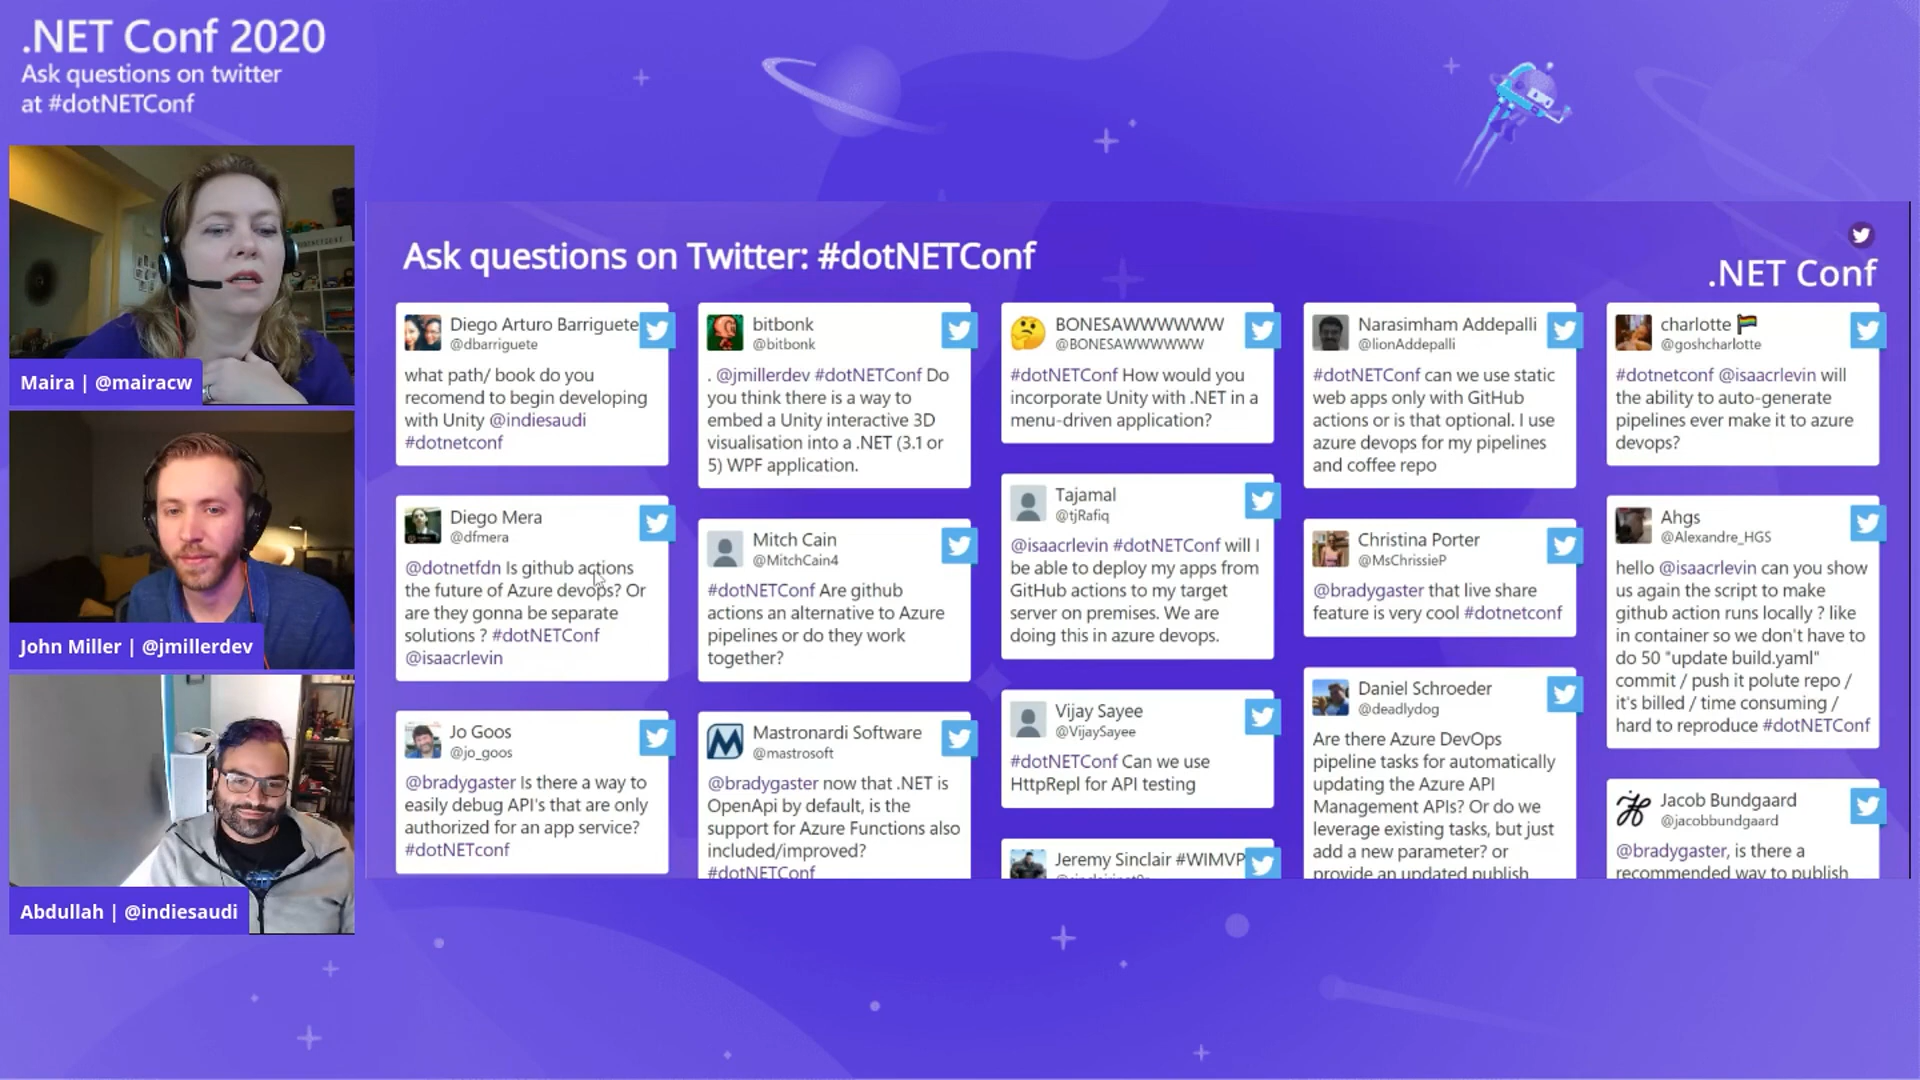 .NET Conf 2020
Ask questions on twitter
at #dotNETConf
Maira | @mairacw
John Miller | @jmillerdev
Abdullah | @indiesaudi
Ask questions on Twitter: #dotNETConf
.NET Conf
Diego Arturo Barriguete
@dbarriguete
what path/ book do you
recomend to begin developing
with Unity @indiesaudi
#dotnetconf
Diego Mera
@dfmera
@dotnetfdn Is github actions
the future of Azure devops? Or
are they gonna be separate
solutions ? #dotNETConf
@isaacrlevin
Jo Goos
@jo_goos
@bradygaster Is there a way to
easily debug API's that are only
authorized for an app service?
#dotNETconf
bitbonk
@bitbonk
. @jmillerdev #dotNETConf Do
you think there is a way to
embed a Unity interactive 3D
visualisation into a .NET (3.1 or
5) WPF application.
Mitch Cain
@MitchCain4
#dotNETConf Are github
actions an alternative to Azure
pipelines or do they work
together?
Mastronardi Software
@mastrosoft
@bradygaster now that .NET is
OpenApi by default, is the
support for Azure Functions also
included/improved?
#dotNETConf
BONESAWWWWWW
@BONESAWWWWWW
#dotNETConf How would you
incorporate Unity with .NET in a
menu-driven application?
Tajamal
@tjRafiq
@isaacrlevin #dotNETConf will I
be able to deploy my apps from
GitHub actions to my target
server on premises. We are
doing this in azure devops.
Vijay Sayee
@VijaySayee
#dotNETConf Can we use
HttpRepl for API testing
Jeremy Sinclair #WIMVP
Narasimham Addepalli
@lionAddepalli
#dotNETConf can we use static
web apps only with GitHub
actions or is that optional. I use
azure devops for my pipelines
and coffee repo
Christina Porter
@MsChrissieP
@bradygaster that live share
feature is very cool #dotnetconf
Daniel Schroeder
@deadlydog
Are there Azure DevOps
pipeline tasks for automatically
updating the Azure API
Management APIs? Or do we
leverage existing tasks, but just
add a new parameter? or
provide an updated publish
charlotte
@goshcharlotte
#dotnetconf @isaacrlevin will
the ability to auto-generate
pipelines ever make it to azure
devops?
Ahgs
@Alexandre_HGS
hello @isaacrlevin can you show
us again the script to make
github action runs locally ? like
in container so we don't have to
do 50 "update build.yaml"
commit / push it polute repo /
it's billed / time consuming /
hard to reproduce #dotNETConf
Jacob Bundgaard
@jacobbundgaard
@bradygaster, is there a
recommended way to publish